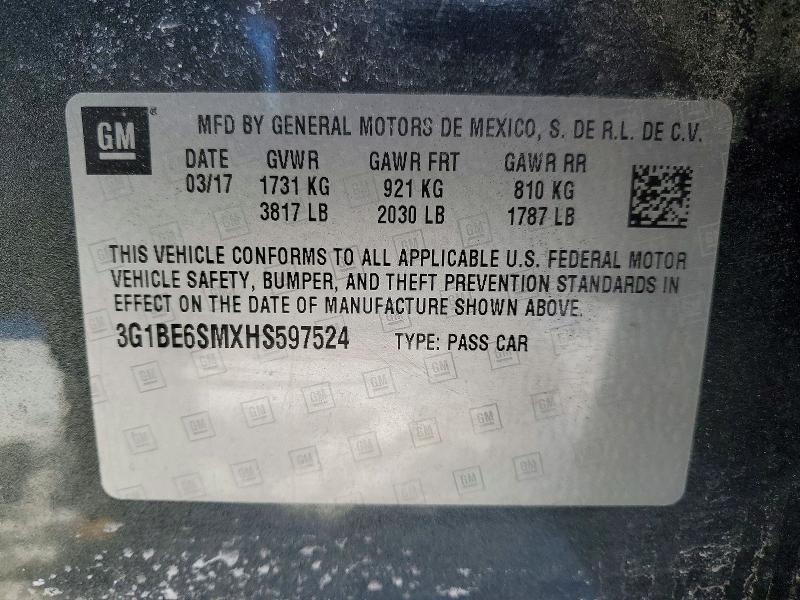 GM ® MFD BY GENERAL MOTORS DE MEXICO, S. DE R.L. DE C.V.
DATE GVWR GAWR FRT GAWR RR
03/17 1731 KG 921 KG 810 KG
3817 LB 2030 LB 1787 LB
THIS VEHICLE CONFORMS TO ALL APPLICABLE U.S. FEDERAL MOTOR
VEHICLE SAFETY, BUMPER, AND THEFT PREVENTION STANDARDS IN
EFFECT ON THE DATE OF MANUFACTURE SHOWN ABOVE.
3G1BE6SMXHS597524 TYPE: PASS CAR